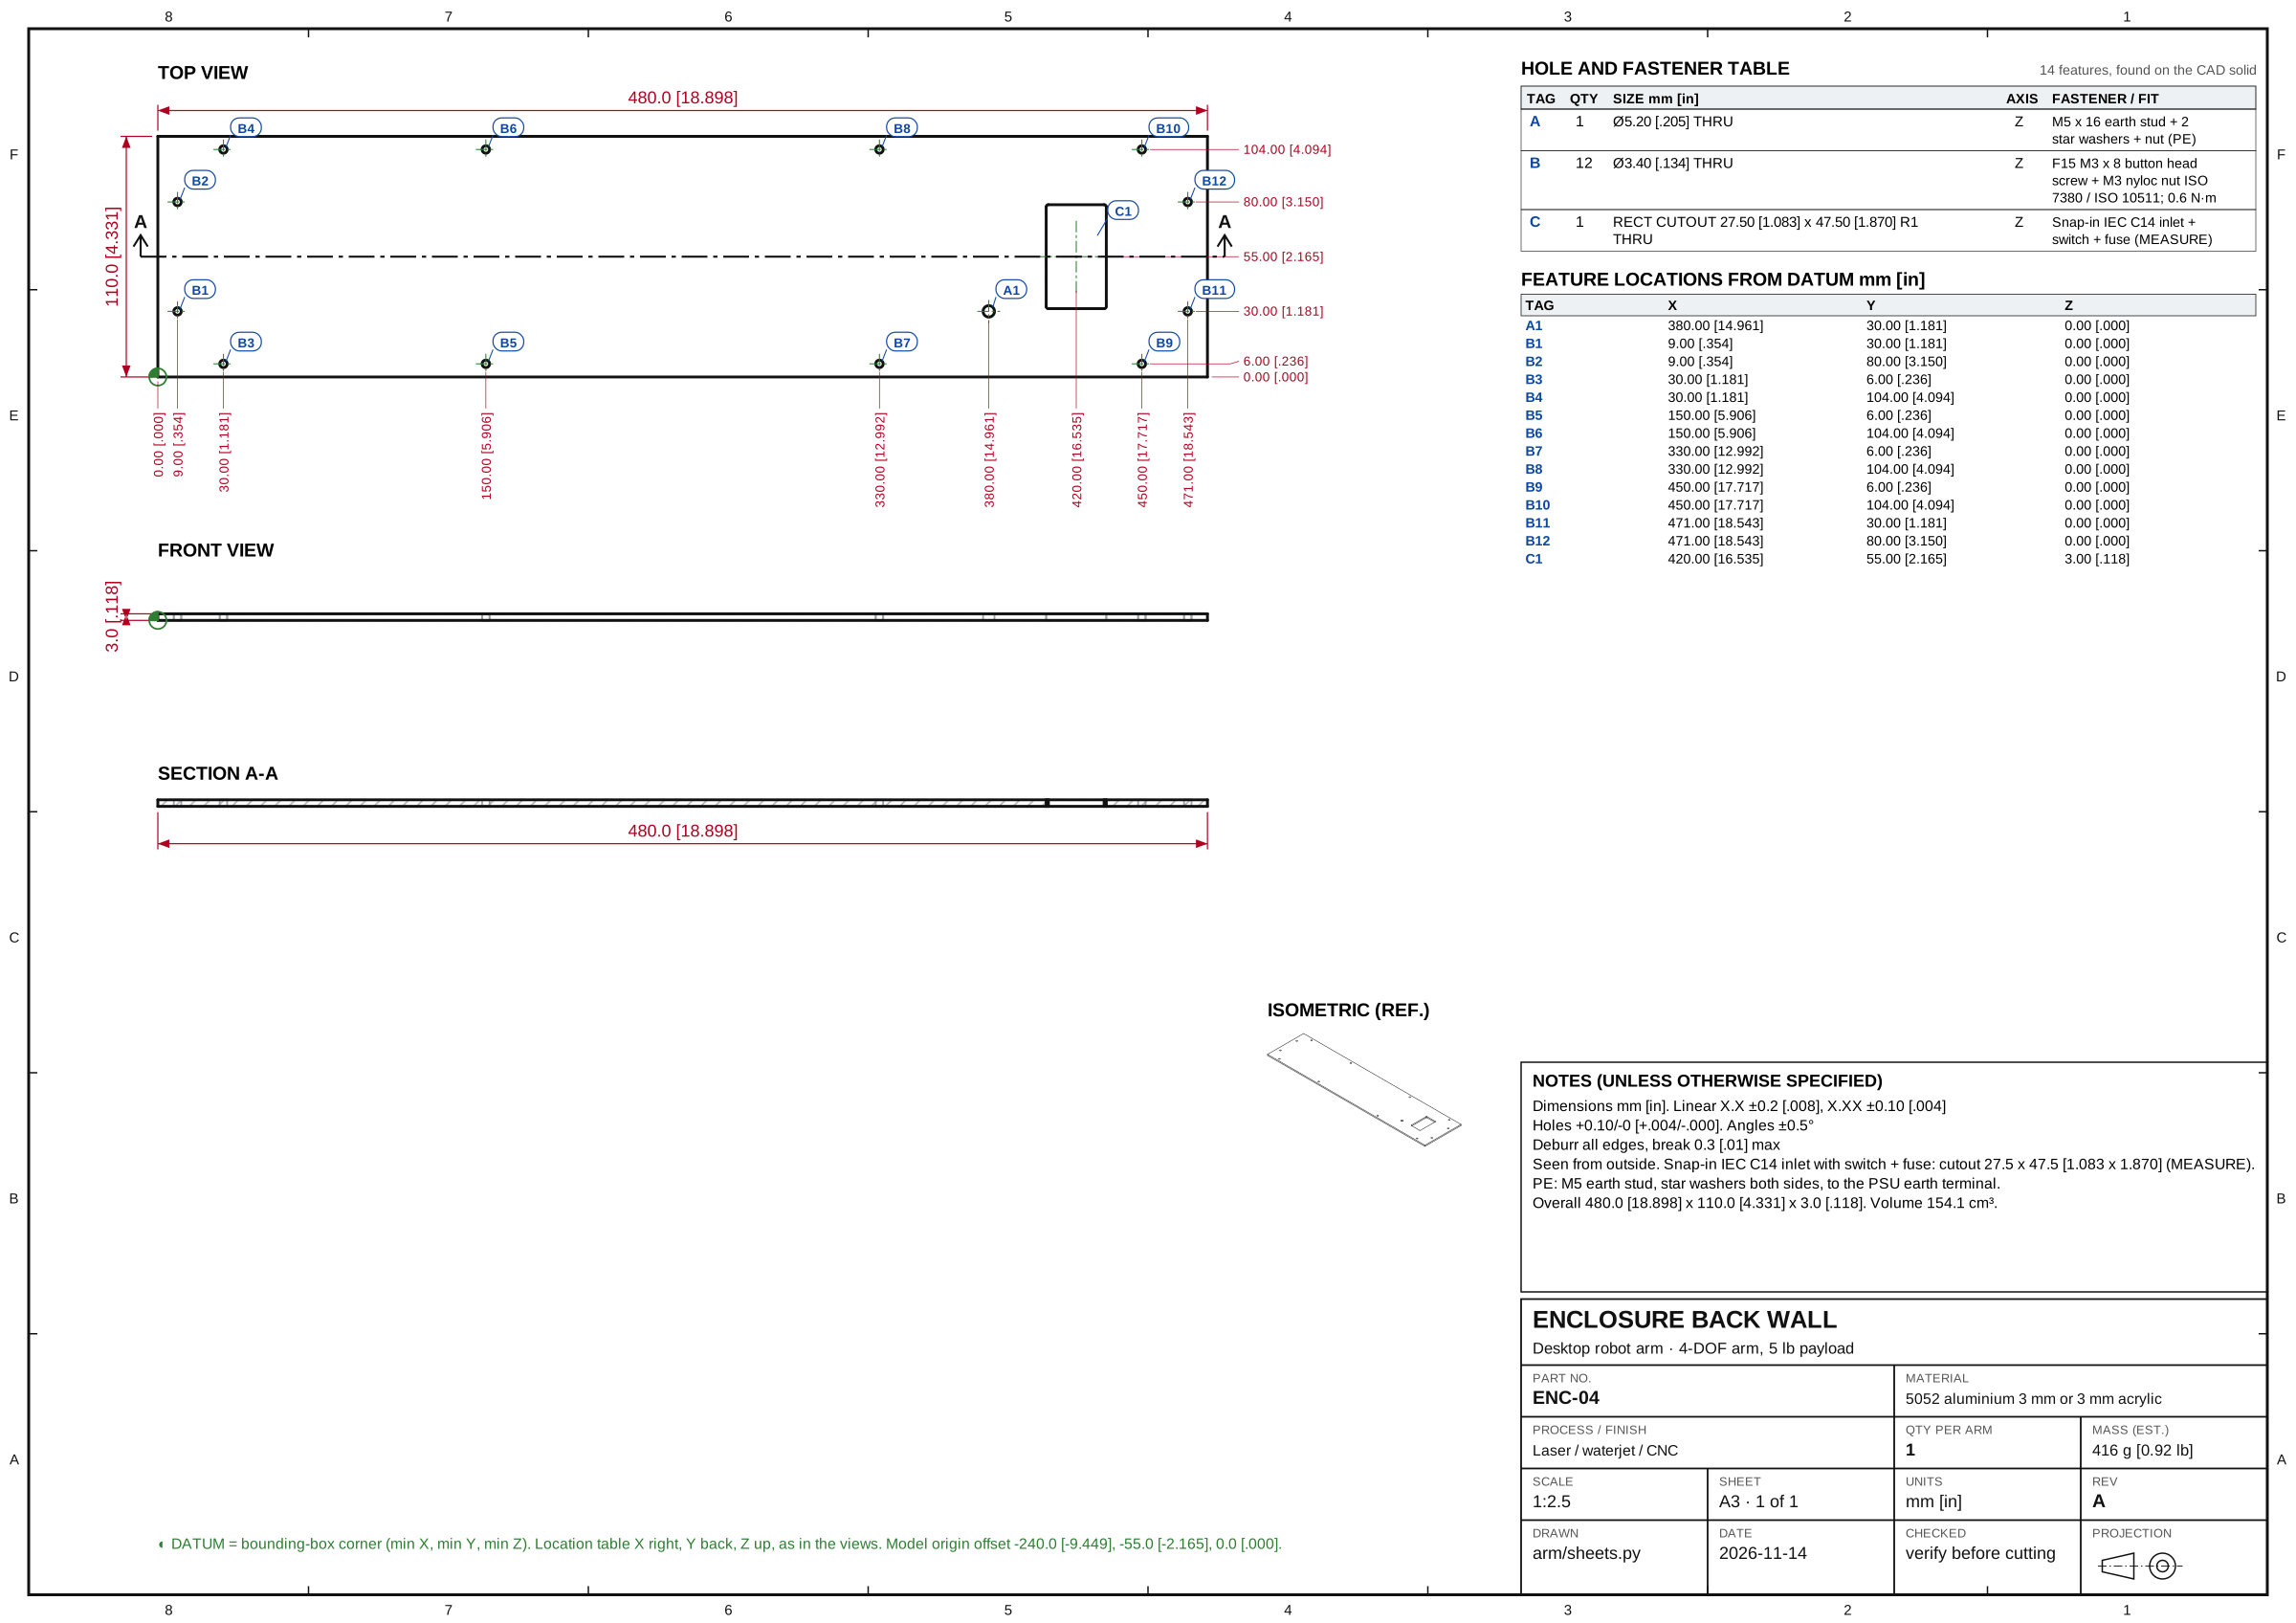 8 7 6 5 4 3 2 1
TOP VIEW
480.0 [18.898]
B4
B6
B8
B10
104.00 [4.094]
B2
B12
80.00 [3.150]
C1
A
A
110.0 [4.331]
55.00 [2.165]
B1
A1
B11
30.00 [1.181]
B3
B5
B7
B9
6.00 [.236]
0.00 [.000]
0.00 [.000]
9.00 [.354]
30.00 [1.181]
150.00 [5.906]
330.00 [12.992]
380.00 [14.961]
420.00 [16.535]
450.00 [17.717]
471.00 [18.543]
FRONT VIEW
3.0 [.118]
SECTION A-A
480.0 [18.898]
ISOMETRIC (REF.)
HOLE AND FASTENER TABLE
14 features, found on the CAD solid
TAG QTY SIZE mm [in] AXIS FASTENER / FIT
A 1 Ø5.20 [.205] THRU Z M5 x 16 earth stud + 2
star washers + nut (PE)
B 12 Ø3.40 [.134] THRU Z F15 M3 x 8 button head
screw + M3 nyloc nut ISO
7380 / ISO 10511; 0.6 N·m
C 1 RECT CUTOUT 27.50 [1.083] x 47.50 [1.870] R1 Z Snap-in IEC C14 inlet +
THRU switch + fuse (MEASURE)
FEATURE LOCATIONS FROM DATUM mm [in]
TAG X Y Z
A1 380.00 [14.961] 30.00 [1.181] 0.00 [.000]
B1 9.00 [.354] 30.00 [1.181] 0.00 [.000]
B2 9.00 [.354] 80.00 [3.150] 0.00 [.000]
B3 30.00 [1.181] 6.00 [.236] 0.00 [.000]
B4 30.00 [1.181] 104.00 [4.094] 0.00 [.000]
B5 150.00 [5.906] 6.00 [.236] 0.00 [.000]
B6 150.00 [5.906] 104.00 [4.094] 0.00 [.000]
B7 330.00 [12.992] 6.00 [.236] 0.00 [.000]
B8 330.00 [12.992] 104.00 [4.094] 0.00 [.000]
B9 450.00 [17.717] 6.00 [.236] 0.00 [.000]
B10 450.00 [17.717] 104.00 [4.094] 0.00 [.000]
B11 471.00 [18.543] 30.00 [1.181] 0.00 [.000]
B12 471.00 [18.543] 80.00 [3.150] 0.00 [.000]
C1 420.00 [16.535] 55.00 [2.165] 3.00 [.118]
NOTES (UNLESS OTHERWISE SPECIFIED)
Dimensions mm [in]. Linear X.X ±0.2 [.008], X.XX ±0.10 [.004]
Holes +0.10/-0 [+.004/-.000]. Angles ±0.5°
Deburr all edges, break 0.3 [.01] max
Seen from outside. Snap-in IEC C14 inlet with switch + fuse: cutout 27.5 x 47.5 [1.083 x 1.870] (MEASURE).
PE: M5 earth stud, star washers both sides, to the PSU earth terminal.
Overall 480.0 [18.898] x 110.0 [4.331] x 3.0 [.118]. Volume 154.1 cm³.
ENCLOSURE BACK WALL
Desktop robot arm · 4-DOF arm, 5 lb payload
PART NO. MATERIAL
ENC-04 5052 aluminium 3 mm or 3 mm acrylic
PROCESS / FINISH QTY PER ARM MASS (EST.)
Laser / waterjet / CNC 1 416 g [0.92 lb]
SCALE SHEET UNITS REV
1:2.5 A3 · 1 of 1 mm [in] A
DRAWN DATE CHECKED PROJECTION
arm/sheets.py 2026-11-14 verify before cutting
DATUM = bounding-box corner (min X, min Y, min Z). Location table X right, Y back, Z up, as in the views. Model origin offset -240.0 [-9.449], -55.0 [-2.165], 0.0 [.000].
F F
E E
D D
C C
B B
A A
8 7 6 5 4 3 2 1